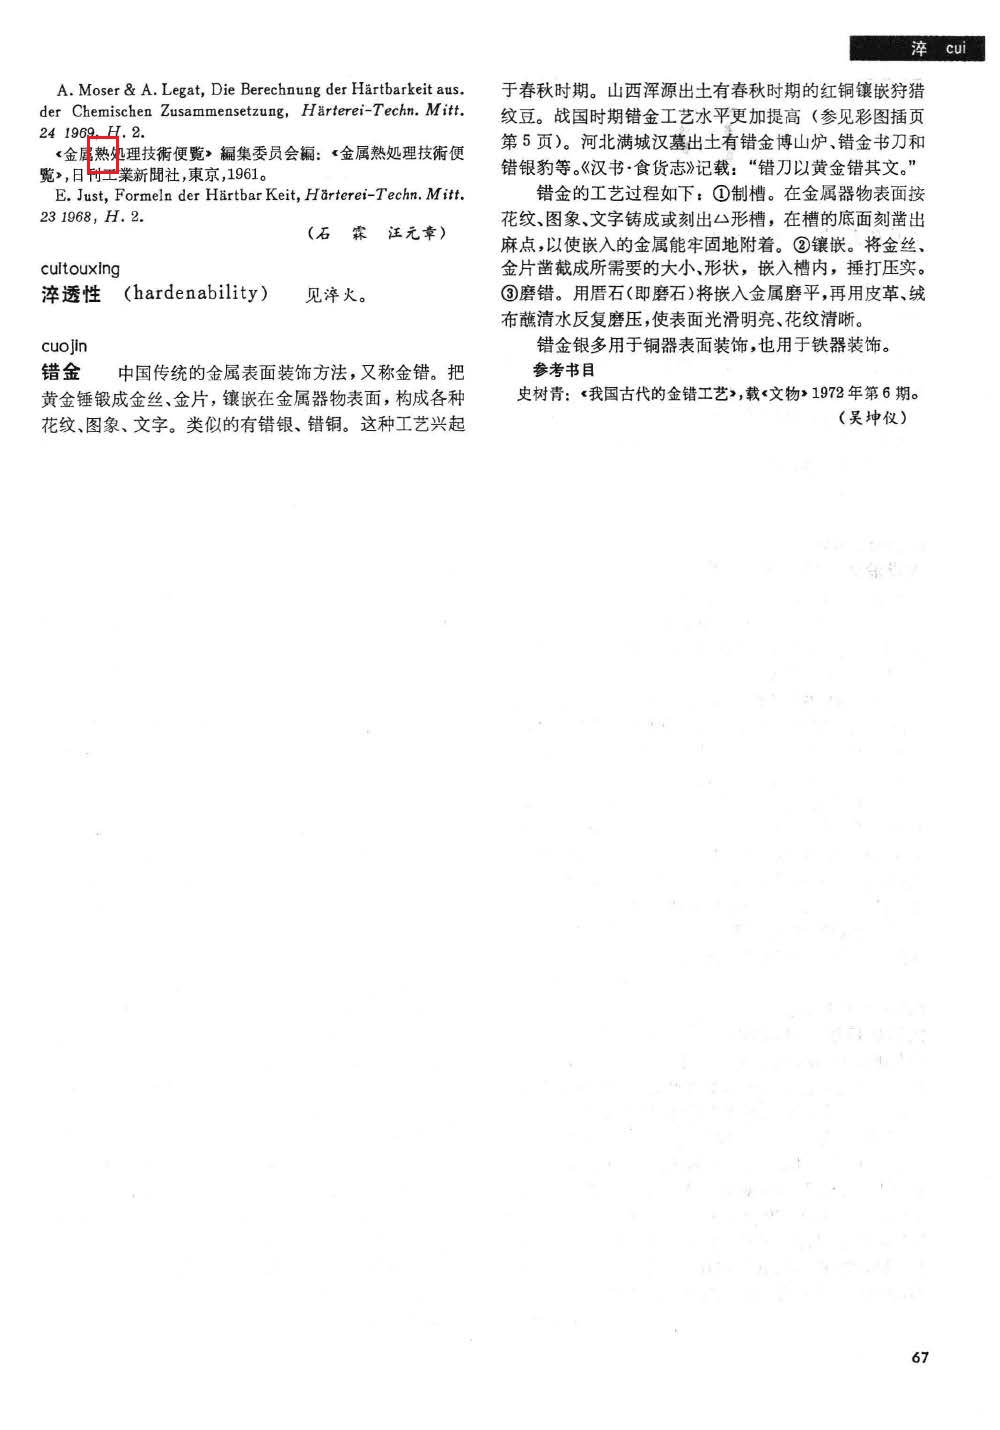 淬 cui
A. Moser & A. Legat, Die Berechnung der Härtbarkeit aus.
der Chemischen Zusammensetzung, Härterei-Techn. Mitt.
24 1969, H. 2.
《金属熱処理技術便覧》編集委员会編：《金属熱処理技術便
覧》，日刊工業新聞社，東京，1961。
E. Just, Formeln der Härtbar Keit, Härterei-Techn. Mitt.
23 1968, H. 2.
（石 霖 汪元章）
cuitouxing
淬透性 （hardenability） 见淬火。
cuojin
错金 中国传统的金属表面装饰方法，又称金错。把
黄金锤锻成金丝、金片，镶嵌在金属器物表面，构成各种
花纹、图象、文字。类似的有错银、错铜。这种工艺兴起
于春秋时期。山西浑源出土有春秋时期的红铜镶嵌狩猎
纹豆。战国时期错金工艺水平更加提高（参见彩图插页
第5页）。河北满城汉墓出土有错金博山炉、错金书刀和
错银豹等。《汉书·食货志》记载：“错刀以黄金错其文。”
错金的工艺过程如下：①制槽。在金属器物表面按
花纹、图象、文字铸成或刻出凸形槽，在槽的底面刻凿出
麻点，以使嵌入的金属能牢固地附着。②镶嵌。将金丝、
金片凿截成所需要的大小、形状，嵌入槽内，捶打压实。
③磨错。用厝石（即磨石）将嵌入金属磨平，再用皮革、绒
布蘸清水反复磨压，使表面光滑明亮、花纹清晰。
错金银多用于铜器表面装饰，也用于铁器装饰。
参考书目
史树青：《我国古代的金错工艺》，载《文物》1972年第6期。
（吴坤仪）
67